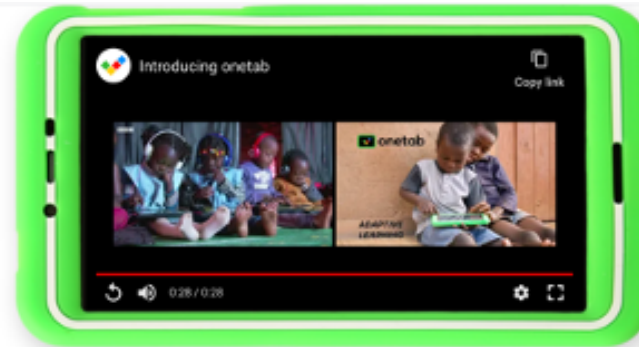 Introducing onetab
Copy link
onetab
ADAPTIVE
LEARNING
0:28 / 0:28